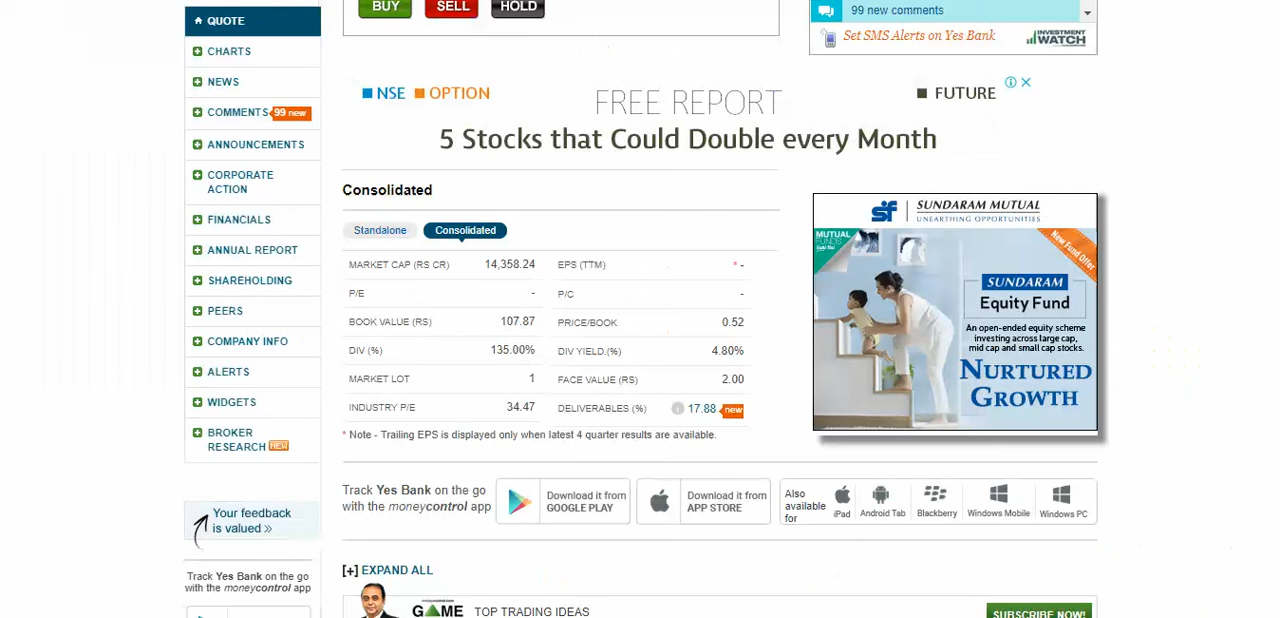 QUOTE
CHARTS
NEWS
COMMENTS 99 new
ANNOUNCEMENTS
CORPORATE
ACTION
FINANCIALS
ANNUAL REPORT
SHAREHOLDING
PEERS
COMPANY INFO
ALERTS
WIDGETS
BROKER
RESEARCH NEW
Your feedback
is valued »
Track Yes Bank on the go
with the moneycontrol app
BUY SELL HOLD
99 new comments
Set SMS Alerts on Yes Bank INVESTMENT
WATCH
NSE OPTION FREE REPORT FUTURE
5 Stocks that Could Double every Month
Consolidated
Standalone Consolidated
MARKET CAP (RS CR) 14,358.24 EPS (TTM) * -
P/E - P/C -
BOOK VALUE (RS) 107.87 PRICE/BOOK 0.52
DIV (%) 135.00% DIV YIELD.(%) 4.80%
MARKET LOT 1 FACE VALUE (RS) 2.00
INDUSTRY P/E 34.47 DELIVERABLES (%) 17.88 new
* Note - Trailing EPS is displayed only when latest 4 quarter results are available.
sf SUNDARAM MUTUAL
UNEARTHING OPPORTUNITIES
MUTUAL
FUNDS
Sahi Hai
New Fund Offer
SUNDARAM
Equity Fund
An open-ended equity scheme
investing across large cap,
mid cap and small cap stocks.
NURTURED
GROWTH
Track Yes Bank on the go
with the moneycontrol app
Download it from
GOOGLE PLAY
Download it from
APP STORE
Also
available
for
iPad Android Tab Blackberry Windows Mobile Windows PC
[+] EXPAND ALL
GAME TOP TRADING IDEAS SUBSCRIBE NOW!